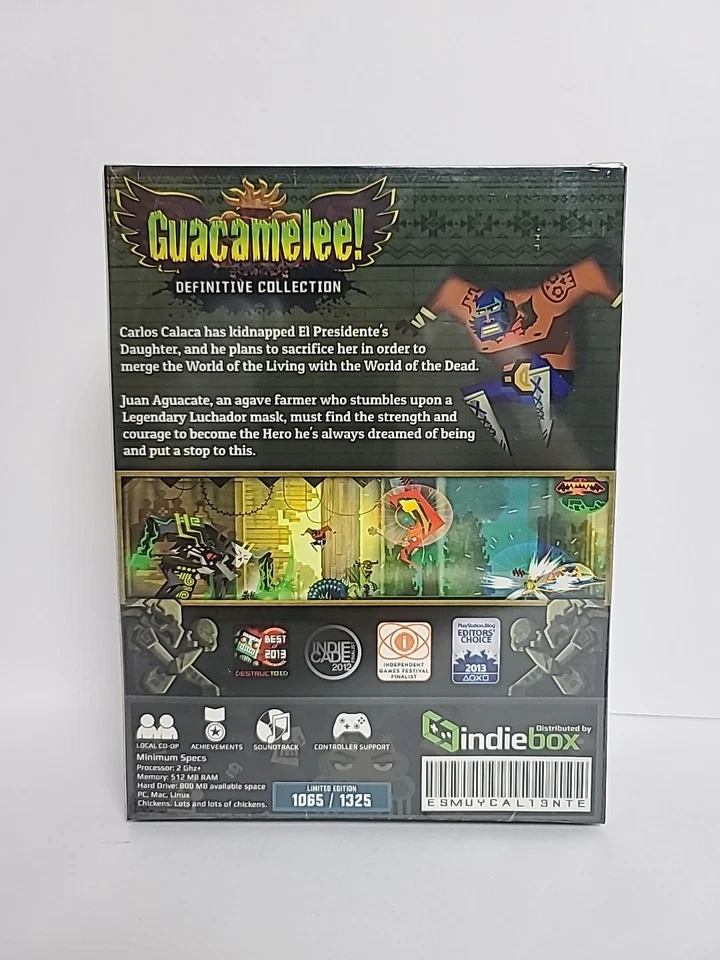 Guacamelee!
DEFINITIVE COLLECTION
Carlos Calaca has kidnapped El Presidente's
Daughter, and he plans to sacrifice her in order to
merge the World of the Living with the World of the Dead.
Juan Aguacate, an agave farmer who stumbles upon a
Legendary Luchador mask, must find the strength and
courage to become the Hero he's always dreamed of being
and put a stop to this.
BEST
of
2013
DESTRUCTOID
INDIE
CADE
FINALIST
2012
INDEPENDENT
GAMES FESTIVAL
FINALIST
PlayStation.Blog
EDITORS'
CHOICE
2013
LOCAL CO-OP
ACHIEVEMENTS
SOUNDTRACK
CONTROLLER SUPPORT
Minimum Specs
Processor: 2 Ghz+
Memory: 512 MB RAM
Hard Drive: 800 MB available space
PC, Mac, Linux
Chickens. Lots and lots of chickens.
LIMITED EDITION
1065 / 1325
Distributed by
indiebox
ESMUYCAL13NTE